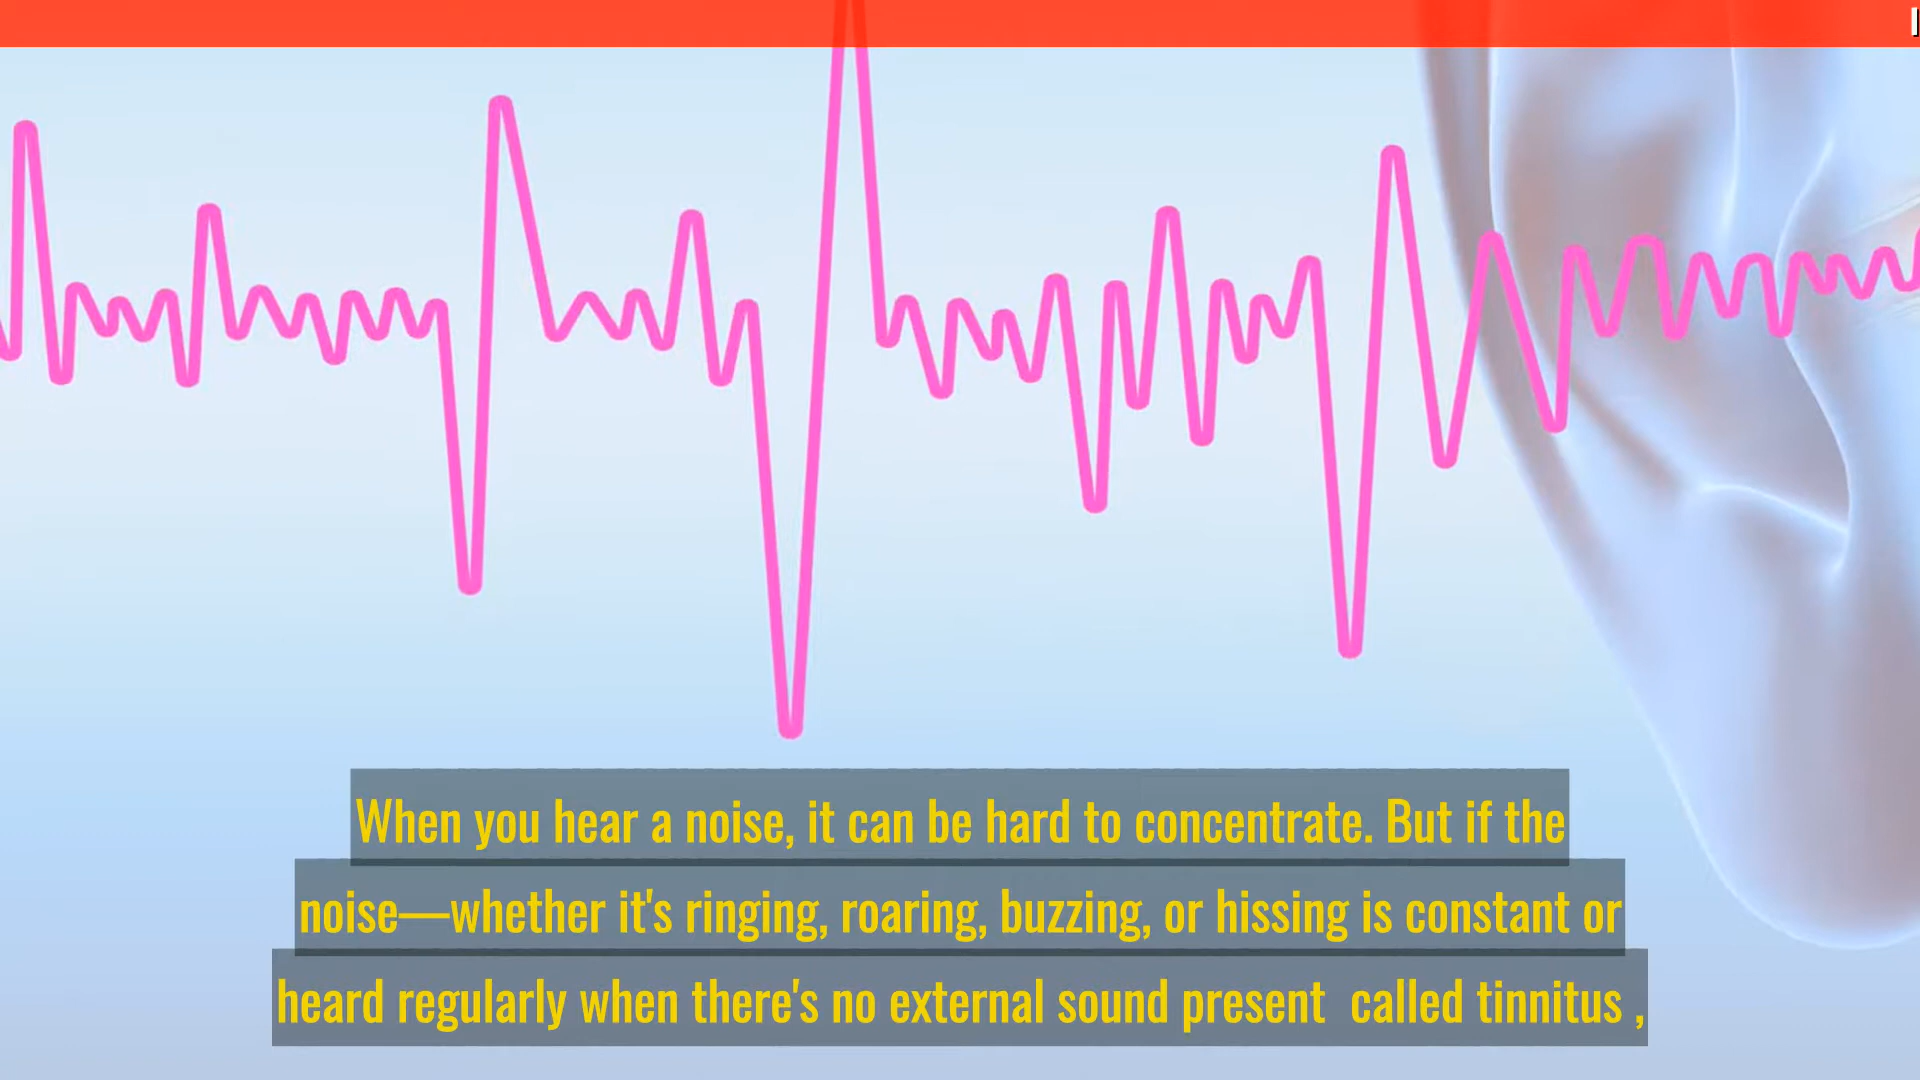 When you hear a noise, it can be hard to concentrate. But if the
noise—whether it's ringing, roaring, buzzing, or hissing is constant or
heard regularly when there's no external sound present  called tinnitus ,